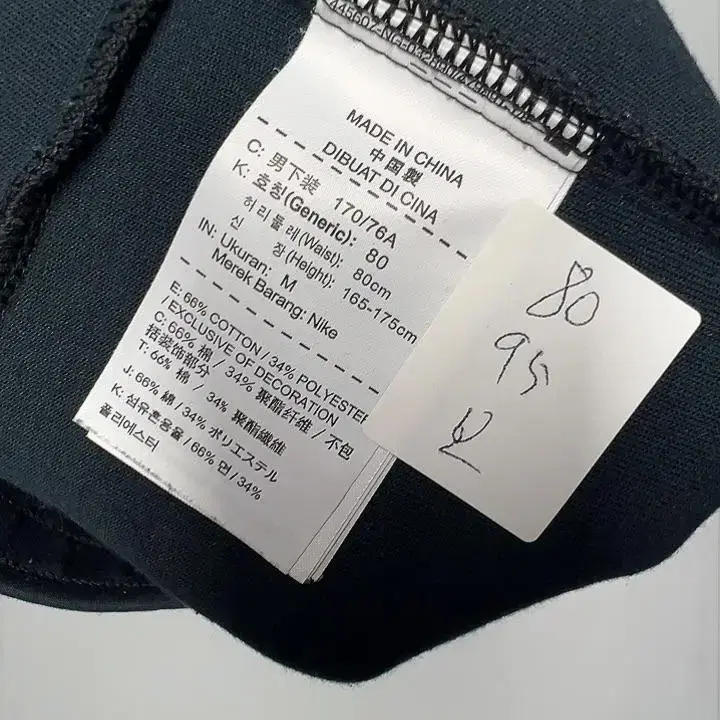 MADE IN CHINA
中国製
DIBUAT DI CINA
C: 男下装 170/76A
K: 호칭(Generic): 80
허리둘레(Waist): 80cm
신 장(Height): 165-175cm
IN: Ukuran: M
Merek Barang: Nike
E: 66% COTTON / 34% POLYESTER
/ EXCLUSIVE OF DECORATION
C: 66% 棉 / 34% 聚酯纤维 / 不包
括装饰部分
T: 66% 棉 / 34% 聚酯纖維
J: 66% 綿 / 34% ポリエステル
K: 섬유혼용율 / 66% 면 / 34%
폴리에스터
80
95